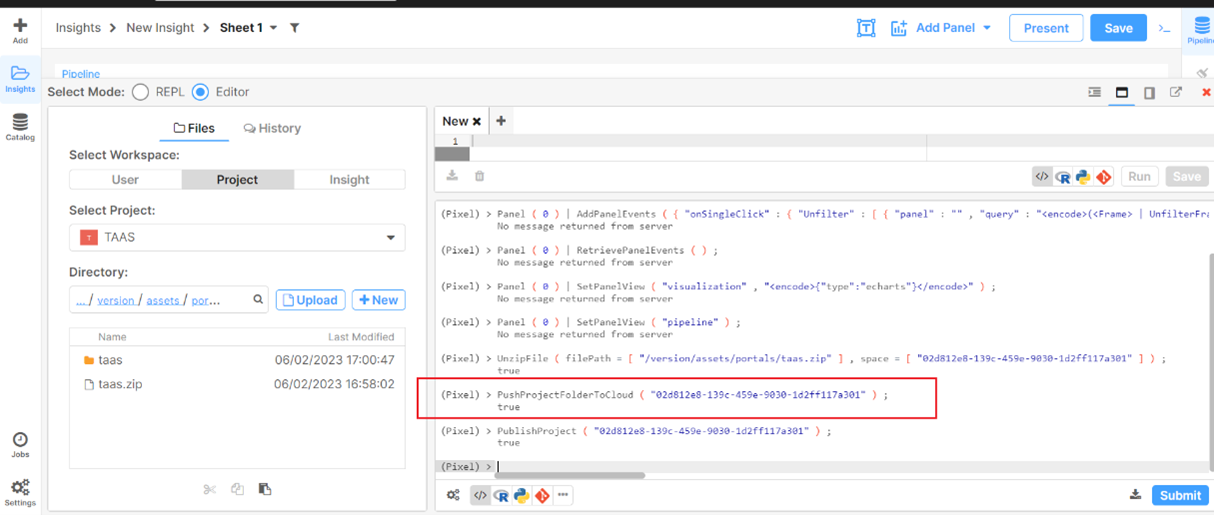 Add
Insights > New Insight > Sheet 1
Add Panel
Present
Save
Pipeline
Insights
Select Mode: REPL Editor
Catalog
Files History
Select Workspace:
User Project Insight
Select Project:
T TAAS
Directory:
... / version / assets / por...
Upload
+ New
Name Last Modified
taas 06/02/2023 17:00:47
taas.zip 06/02/2023 16:58:02
Jobs
Settings
New
1
Run
Save
(Pixel) > Panel ( 0 ) | AddPanelEvents ( { "onSingleClick" : { "Unfilter" : [ { "panel" : "" , "query" : "<encode>(<Frame> | UnfilterFra
No message returned from server
(Pixel) > Panel ( 0 ) | RetrievePanelEvents ( ) ;
No message returned from server
(Pixel) > Panel ( 0 ) | SetPanelView ( "visualization" , "<encode>{"type":"echarts"}</encode>" ) ;
No message returned from server
(Pixel) > Panel ( 0 ) | SetPanelView ( "pipeline" ) ;
No message returned from server
(Pixel) > UnzipFile ( filePath = [ "/version/assets/portals/taas.zip" ] , space = [ "02d812e8-139c-459e-9030-1d2ff117a301" ] ) ;
true
(Pixel) > PushProjectFolderToCloud ( "02d812e8-139c-459e-9030-1d2ff117a301" ) ;
true
(Pixel) > PublishProject ( "02d812e8-139c-459e-9030-1d2ff117a301" ) ;
true
(Pixel) >
Submit